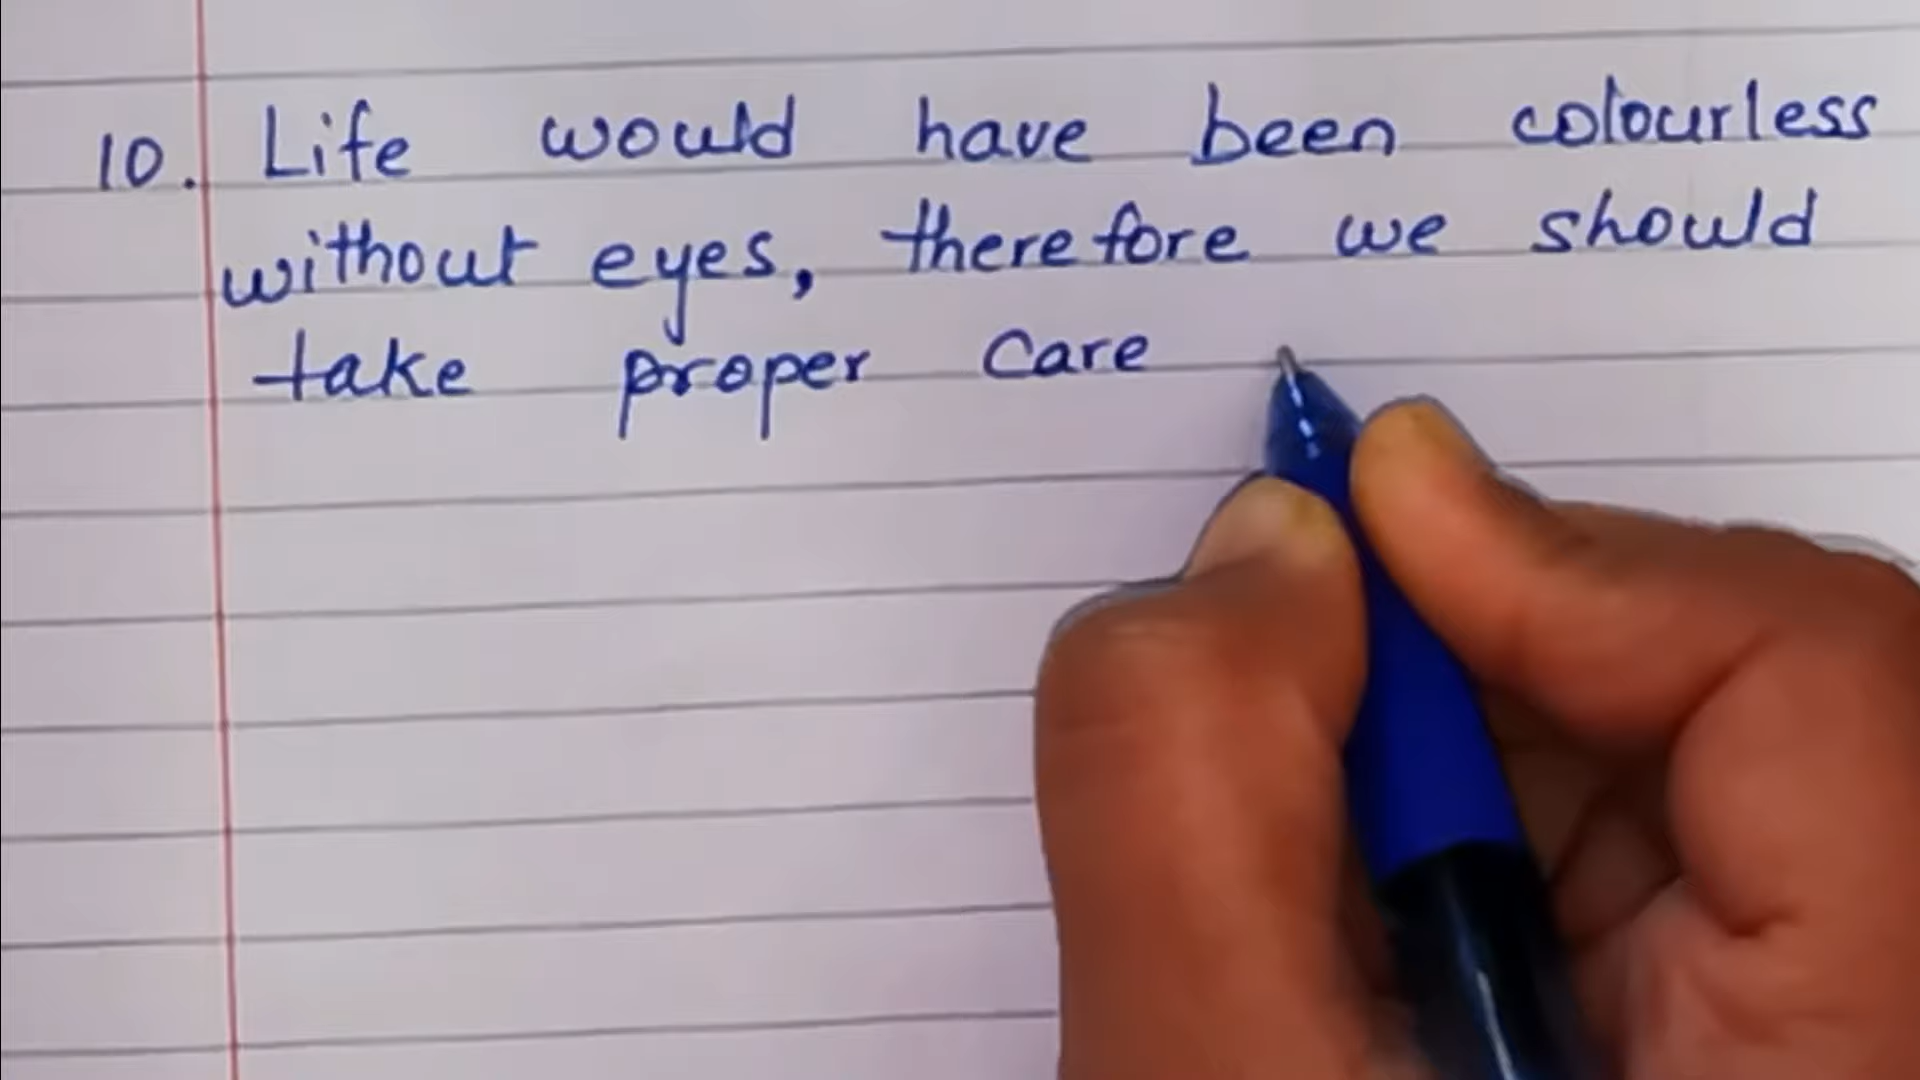 10. Life would have been colourless
without eyes, therefore we should
take proper care